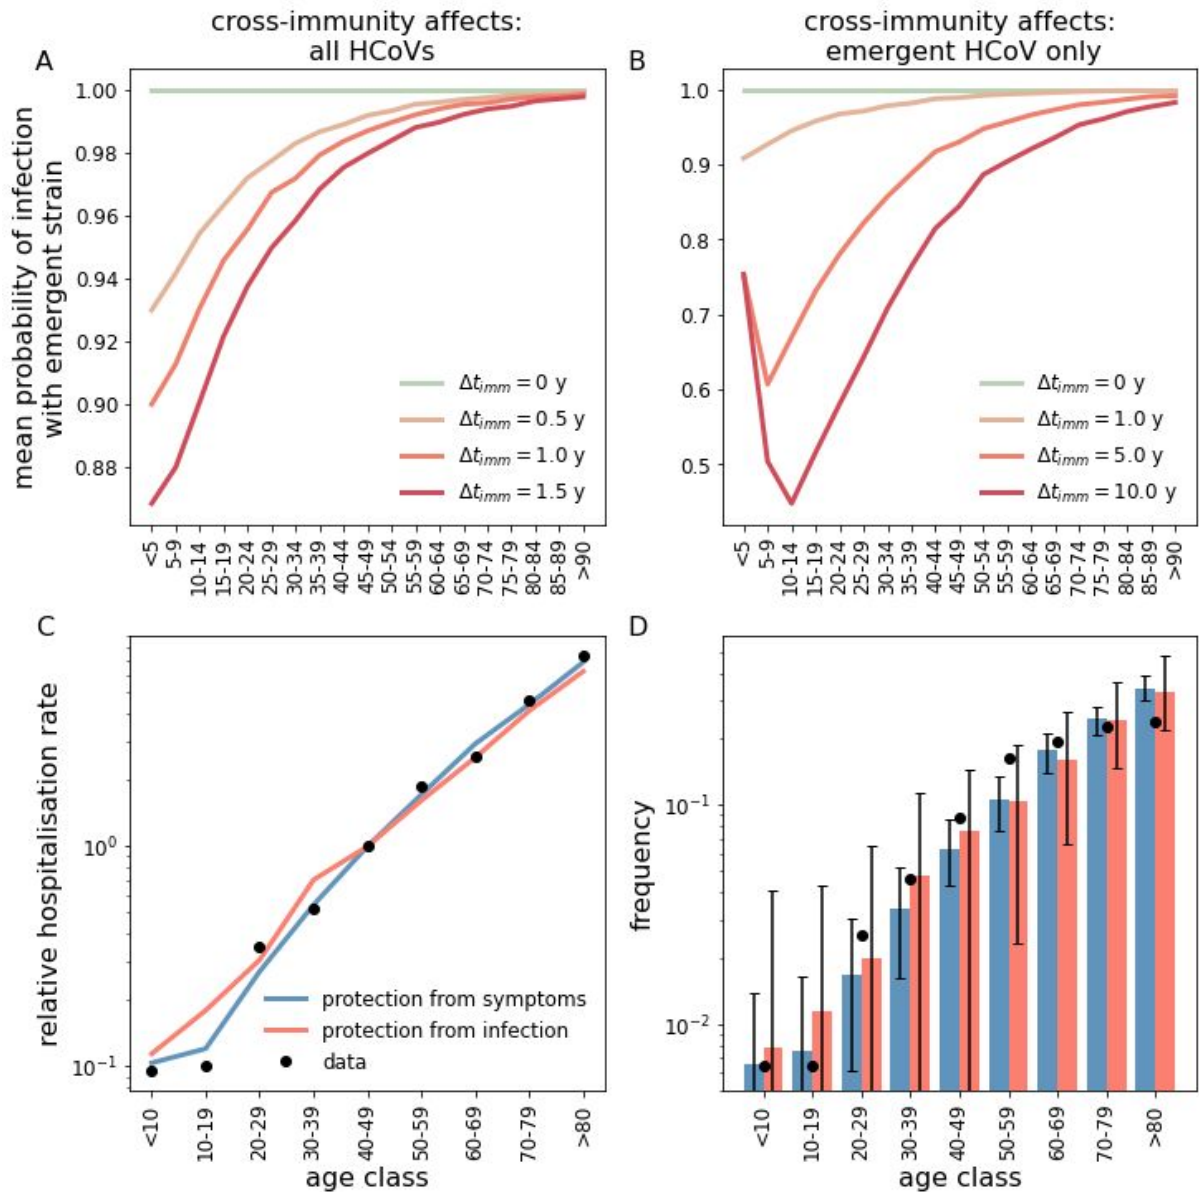 cross-immunity affects:
all HCoVs
cross-immunity affects:
emergent HCoV only
A
B
mean probability of infection
with emergent strain
1.00
0.98
0.96
0.94
0.92
0.90
0.88
Δt_imm = 0 y
Δt_imm = 0.5 y
Δt_imm = 1.0 y
Δt_imm = 1.5 y
<5
5-9
10-14
15-19
20-24
25-29
30-34
35-39
40-44
45-49
50-54
55-59
60-64
65-69
70-74
75-79
80-84
85-89
>90
1.0
0.9
0.8
0.7
0.6
0.5
Δt_imm = 0 y
Δt_imm = 1.0 y
Δt_imm = 5.0 y
Δt_imm = 10.0 y
<5
5-9
10-14
15-19
20-24
25-29
30-34
35-39
40-44
45-49
50-54
55-59
60-64
65-69
70-74
75-79
80-84
85-89
>90
C
D
relative hospitalisation rate
10⁰
10⁻¹
protection from symptoms
protection from infection
data
<10
10-19
20-29
30-39
40-49
50-59
60-69
70-79
>80
age class
frequency
10⁻¹
10⁻²
<10
10-19
20-29
30-39
40-49
50-59
60-69
70-79
>80
age class